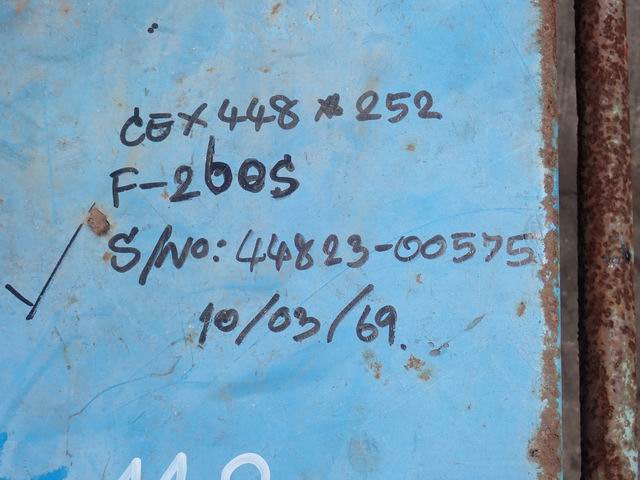 CEX 448 * 252
F-260S
S/No: 44823-00575
10/03/69.